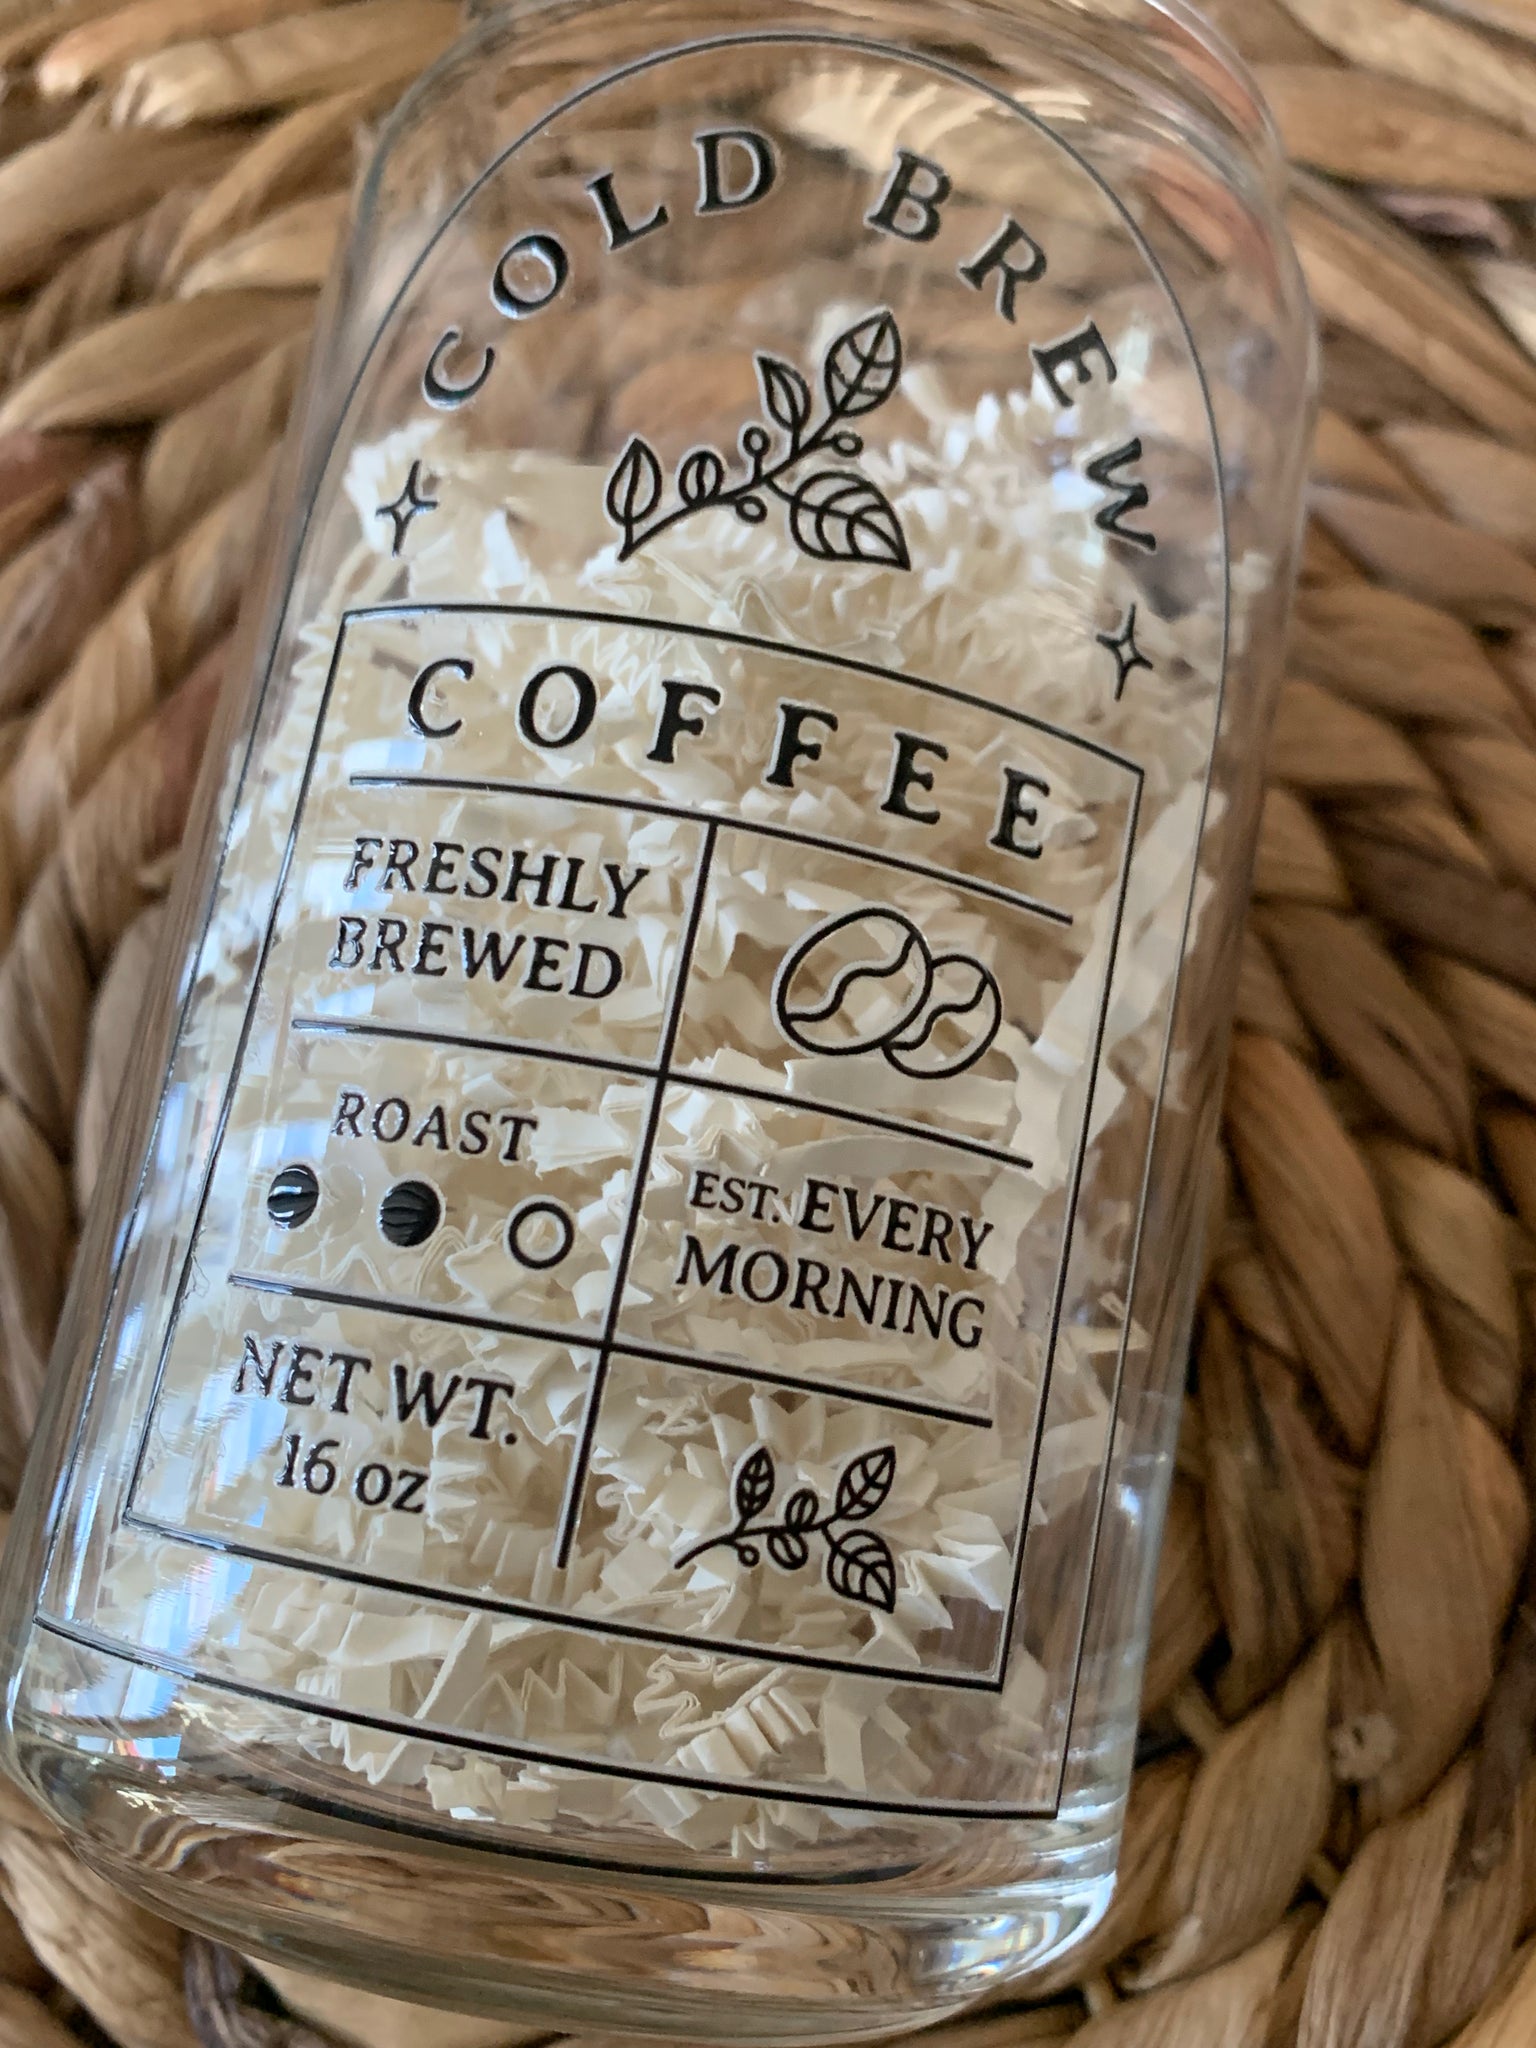 COLD BREW
COFFEE
FRESHLY
BREWED
ROAST
EST. EVERY
MORNING
NET WT.
16 oz